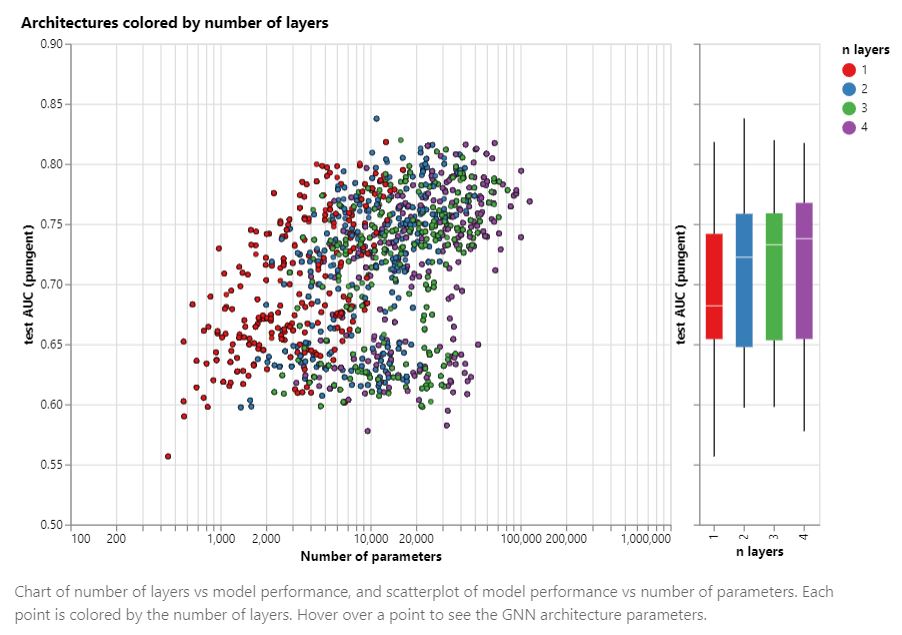 Architectures colored by number of layers
0.90
0.85
0.80
0.75
0.70
0.65
0.60
0.55
0.50
test AUC (pungent)
100 200 1,000 2,000 10,000 20,000 100,000 200,000 1,000,000
Number of parameters
test AUC (pungent)
1 2 3 4
n layers
n layers
1
2
3
4
Chart of number of layers vs model performance, and scatterplot of model performance vs number of parameters. Each
point is colored by the number of layers. Hover over a point to see the GNN architecture parameters.